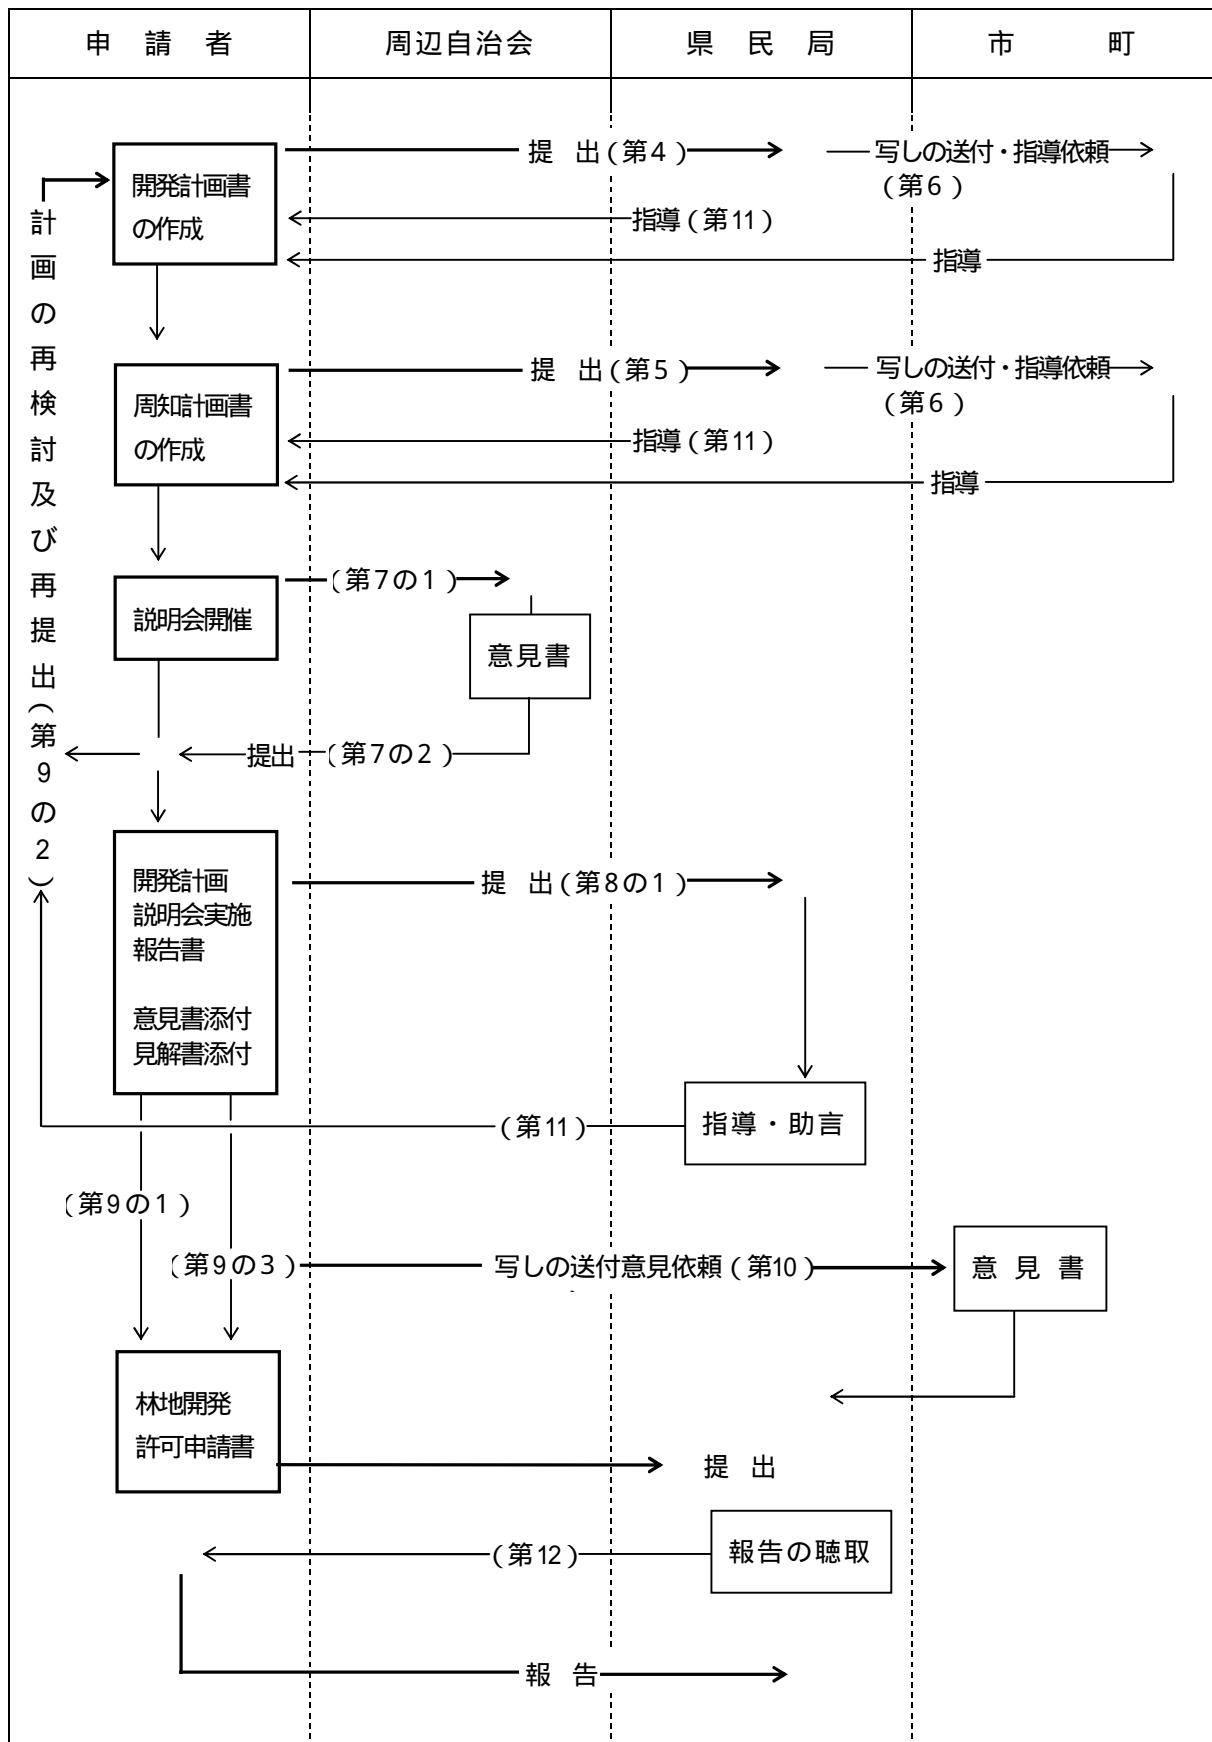 申請者
周辺自治会
県民局
市町
提出(第4)
写しの送付・指導依頼
(第6)
開発計画書
の作成
指導(第11)
指導
計画の再検討及び再提出(第9の2)
提出(第5)
写しの送付・指導依頼
(第6)
周知計画書
の作成
指導(第11)
指導
説明会開催
(第7の1)
意見書
提出
(第7の2)
開発計画
説明会実施
報告書
意見書添付
見解書添付
提出(第8の1)
指導・助言
(第11)
(第9の1)
(第9の3)
写しの送付意見依頼(第10)
意見書
林地開発
許可申請書
提出
報告の聴取
(第12)
報告